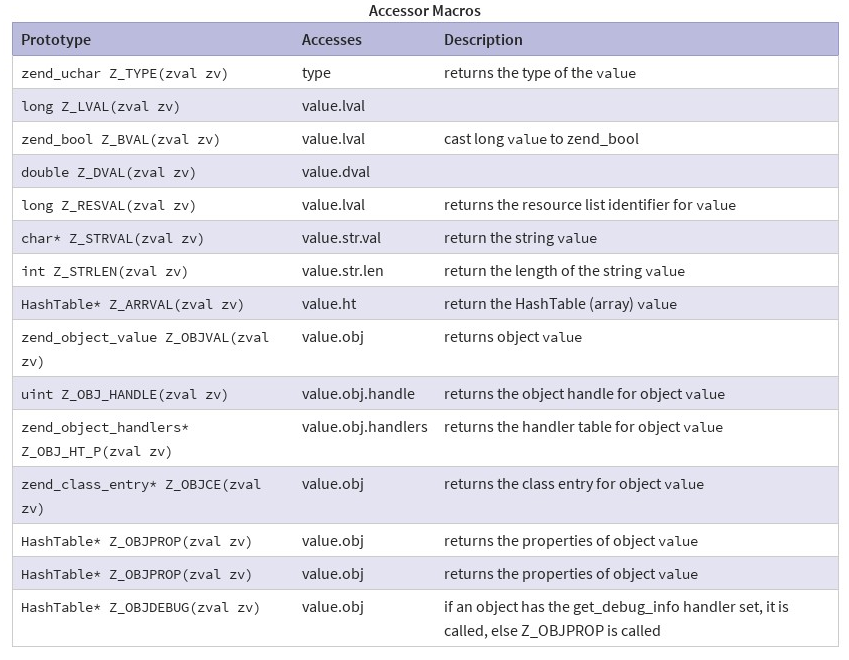 Accessor Macros
Prototype Accesses Description
zend_uchar Z_TYPE(zval zv) type returns the type of the value
long Z_LVAL(zval zv) value.lval
zend_bool Z_BVAL(zval zv) value.lval cast long value to zend_bool
double Z_DVAL(zval zv) value.dval
long Z_RESVAL(zval zv) value.lval returns the resource list identifier for value
char* Z_STRVAL(zval zv) value.str.val return the string value
int Z_STRLEN(zval zv) value.str.len return the length of the string value
HashTable* Z_ARRVAL(zval zv) value.ht return the HashTable (array) value
zend_object_value Z_OBJVAL(zval value.obj returns object value
zv)
uint Z_OBJ_HANDLE(zval zv) value.obj.handle returns the object handle for object value
zend_object_handlers* value.obj.handlers returns the handler table for object value
Z_OBJ_HT_P(zval zv)
zend_class_entry* Z_OBJCE(zval value.obj returns the class entry for object value
zv)
HashTable* Z_OBJPROP(zval zv) value.obj returns the properties of object value
HashTable* Z_OBJPROP(zval zv) value.obj returns the properties of object value
HashTable* Z_OBJDEBUG(zval zv) value.obj if an object has the get_debug_info handler set, it is
called, else Z_OBJPROP is called